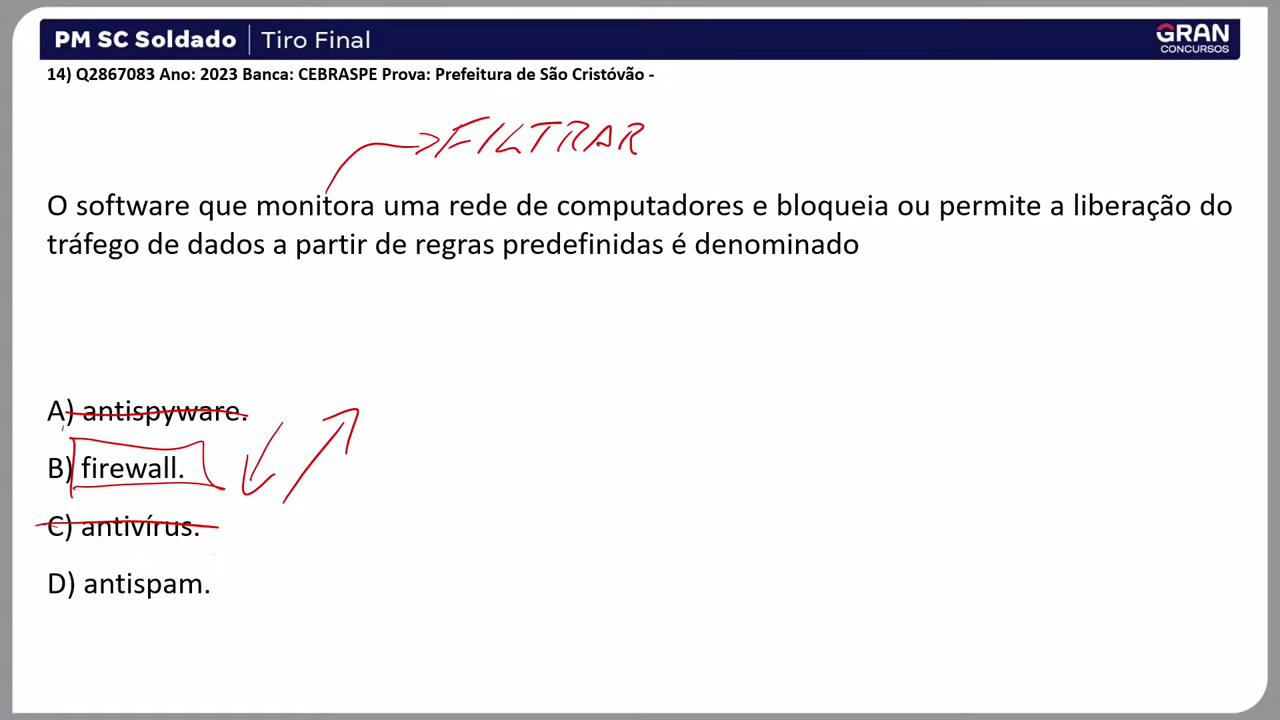 PM SC Soldado | Tiro Final
GRAN
CONCURSOS
14) Q2867083 Ano: 2023 Banca: CEBRASPE Prova: Prefeitura de São Cristóvão -
FILTRAR
O software que monitora uma rede de computadores e bloqueia ou permite a liberação do
tráfego de dados a partir de regras predefinidas é denominado
A) antispyware.
B) firewall.
C) antivírus.
D) antispam.